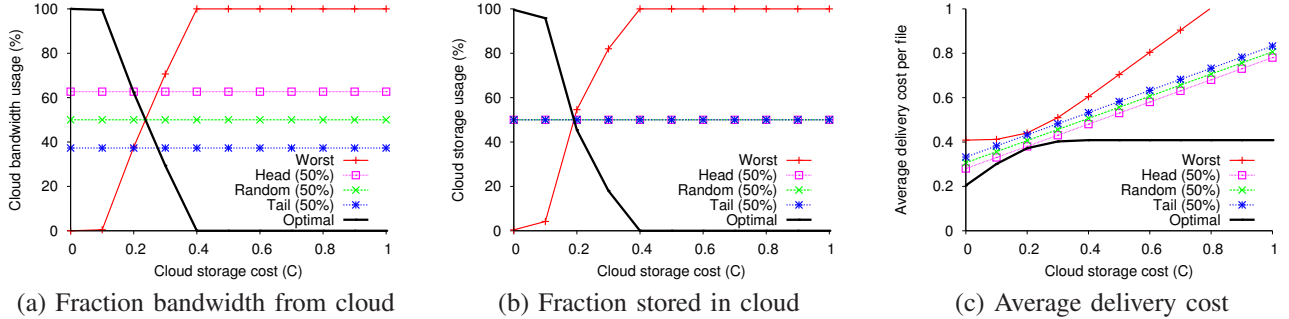 Cloud bandwidth usage (%)
100
80
60
40
20
0
Worst
Head (50%)
Random (50%)
Tail (50%)
Optimal
0 0.2 0.4 0.6 0.8 1
Cloud storage cost (C)
(a) Fraction bandwidth from cloud
Cloud storage usage (%)
100
80
60
40
20
0
Worst
Head (50%)
Random (50%)
Tail (50%)
Optimal
0 0.2 0.4 0.6 0.8 1
Cloud storage cost (C)
(b) Fraction stored in cloud
Average delivery cost per file
1
0.8
0.6
0.4
0.2
0
Worst
Head (50%)
Random (50%)
Tail (50%)
Optimal
0 0.2 0.4 0.6 0.8 1
Cloud storage cost (C)
(c) Average delivery cost